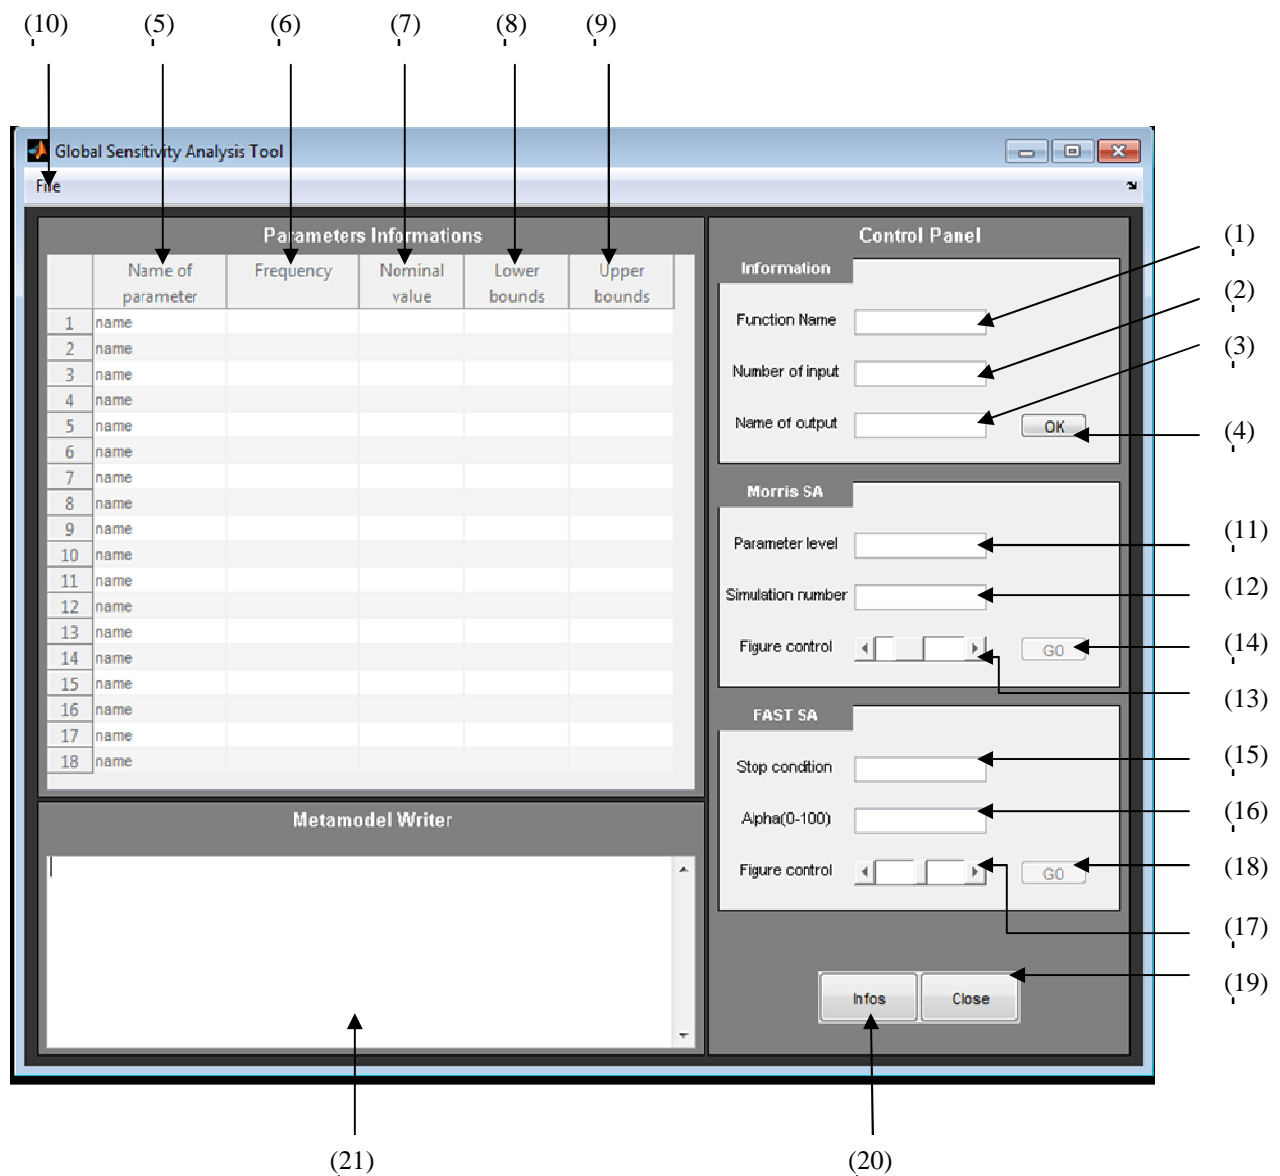 (10) (5) (6) (7) (8) (9)
Global Sensitivity Analysis Tool
File
Parameters Informations
Name of parameter Frequency Nominal value Lower bounds Upper bounds
1 name
2 name
3 name
4 name
5 name
6 name
7 name
8 name
9 name
10 name
11 name
12 name
13 name
14 name
15 name
16 name
17 name
18 name
Metamodel Writer
Control Panel
Information
Function Name
Number of input
Name of output
OK
Morris SA
Parameter level
Simulation number
Figure control
GO
FAST SA
Stop condition
Alpha(0-100)
Figure control
GO
Infos
Close
(1)
(2)
(3)
(4)
(11)
(12)
(14)
(13)
(15)
(16)
(18)
(17)
(19)
(21) (20)